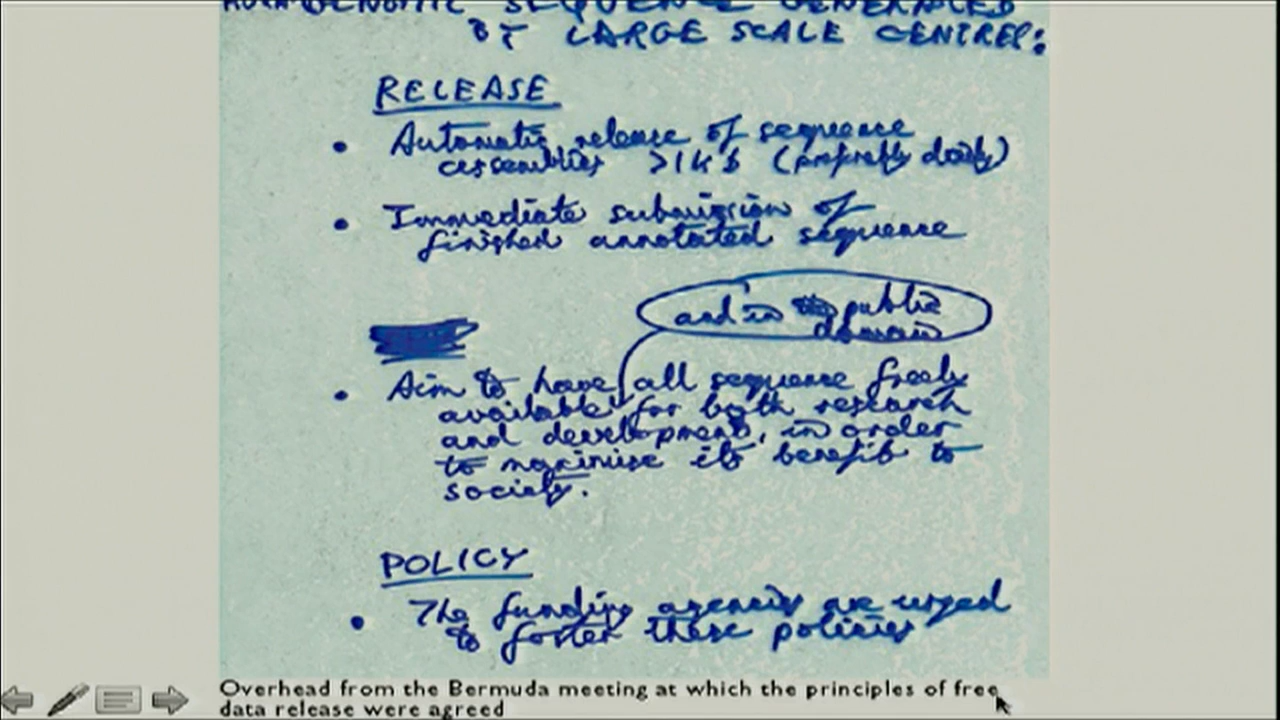 HUMAN GENOMIC SEQUENCE GENERATED
BY LARGE SCALE CENTRES:
RELEASE
• Automatic release of sequence
assemblies >1kb (preferably daily)
• Immediate submission of
finished annotated sequence
and in public
domain
• Aim to have all sequence freely
available for both research
and development, in order
to maximise its benefit to
society.
POLICY
• The funding agencies are urged
to foster these policies
Overhead from the Bermuda meeting at which the principles of free
data release were agreed